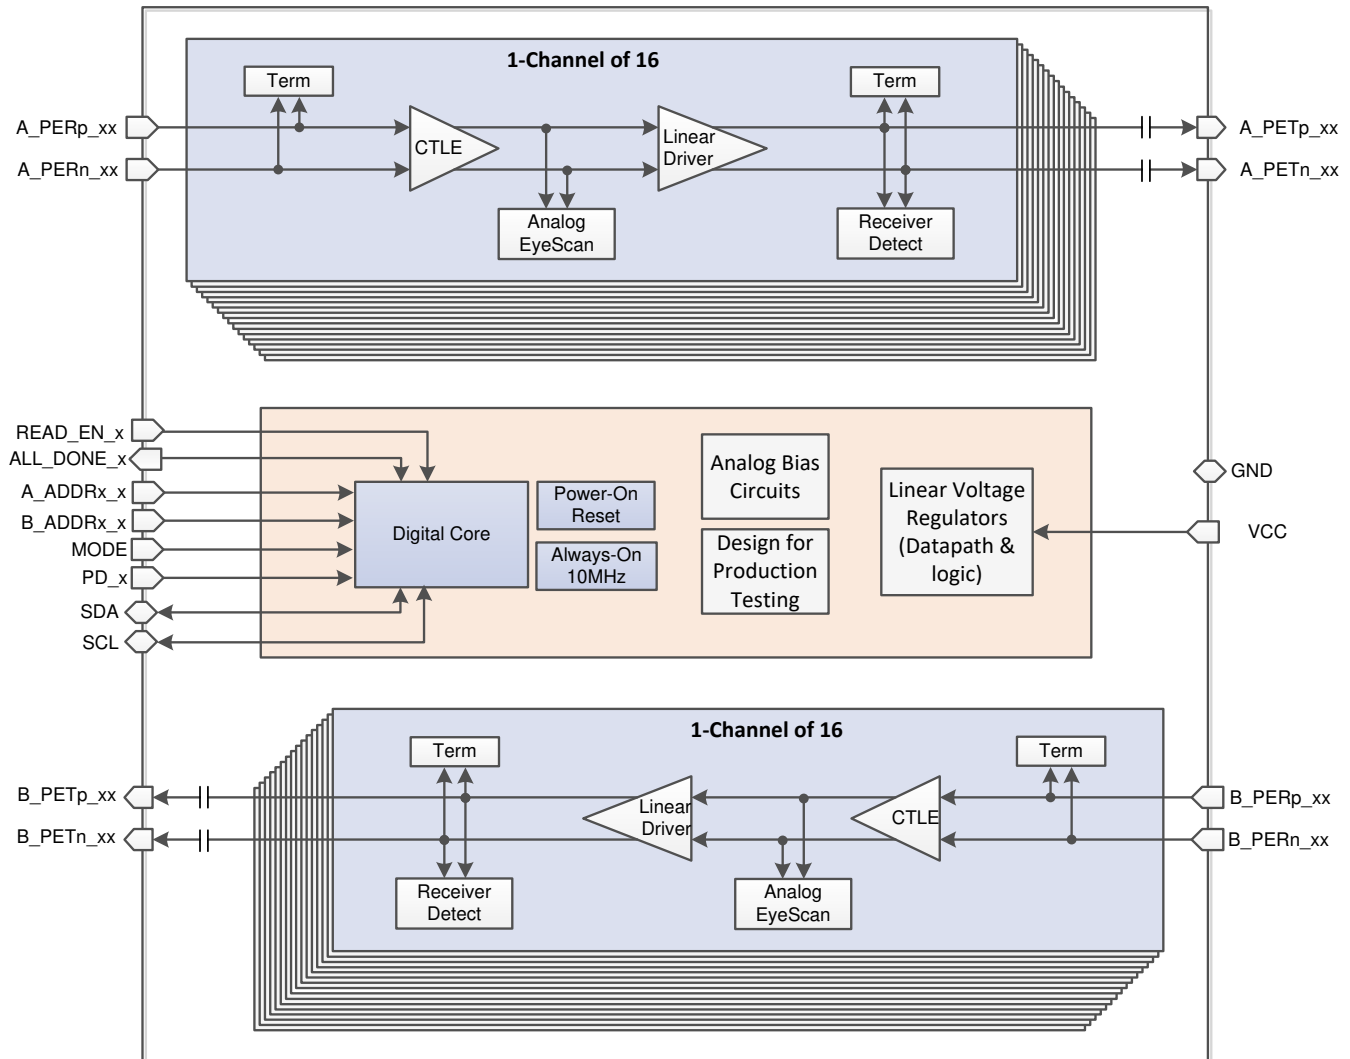 1-Channel of 16
Term
Term
A_PERp_xx
A_PETp_xx
CTLE
Linear
Driver
A_PERn_xx
A_PETn_xx
Analog
EyeScan
Receiver
Detect
READ_EN_x
ALL_DONE_x
A_ADDRx_x
B_ADDRx_x
MODE
PD_x
SDA
SCL
Digital Core
Power-On
Reset
Always-On
10MHz
Analog Bias
Circuits
Design for
Production
Testing
Linear Voltage
Regulators
(Datapath &
logic)
GND
VCC
1-Channel of 16
Term
Term
B_PETp_xx
B_PERp_xx
Linear
Driver
CTLE
B_PETn_xx
B_PERn_xx
Receiver
Detect
Analog
EyeScan